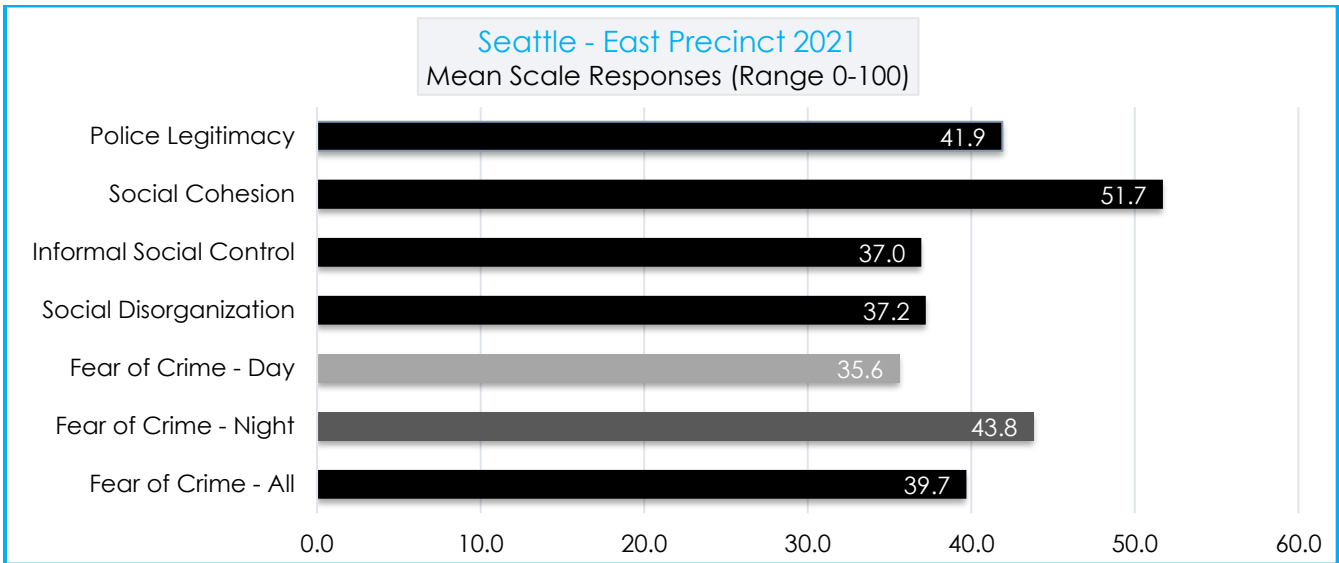 Seattle - East Precinct 2021
Mean Scale Responses (Range 0-100)
Police Legitimacy 41.9
Social Cohesion 51.7
Informal Social Control 37.0
Social Disorganization 37.2
Fear of Crime - Day 35.6
Fear of Crime - Night 43.8
Fear of Crime - All 39.7
0.0 10.0 20.0 30.0 40.0 50.0 60.0